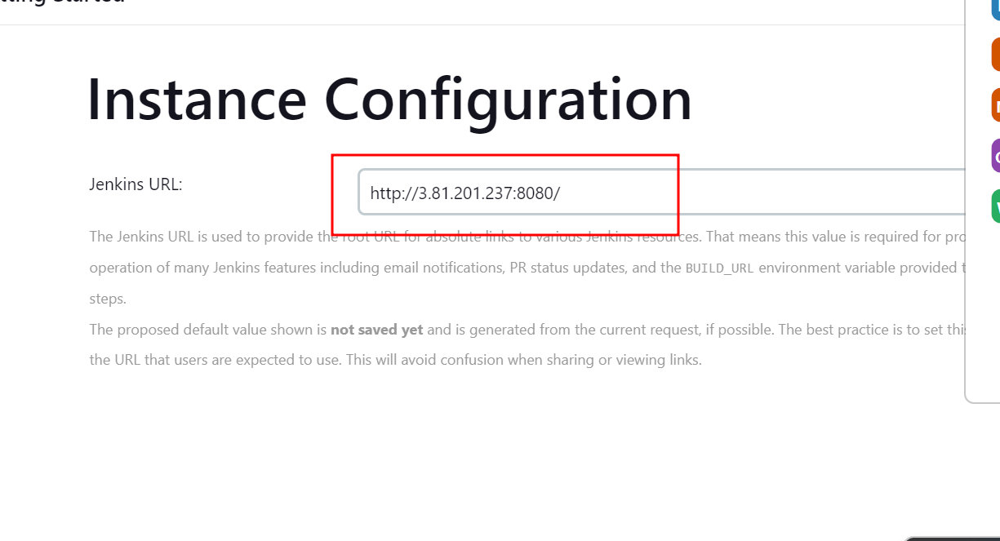 Instance Configuration
Jenkins URL:
http://3.81.201.237:8080/
The Jenkins URL is used to provide the root URL for absolute links to various Jenkins resources. That means this value is required for
operation of many Jenkins features including email notifications, PR status updates, and the BUILD_URL environment variable provided
steps.
The proposed default value shown is not saved yet and is generated from the current request, if possible. The best practice is to set
the URL that users are expected to use. This will avoid confusion when sharing or viewing links.